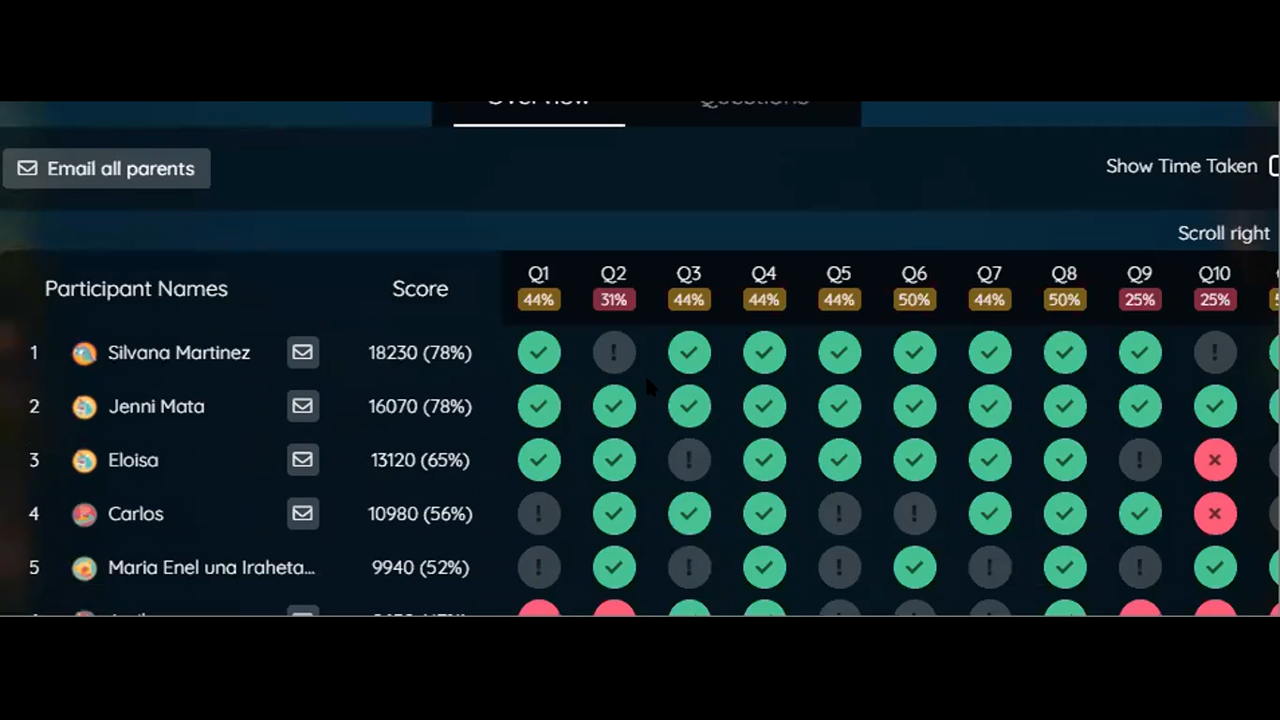 Overview Questions
Email all parents
Show Time Taken
Scroll right
Participant Names Score Q1 Q2 Q3 Q4 Q5 Q6 Q7 Q8 Q9 Q10
44% 31% 44% 44% 44% 50% 44% 50% 25% 25%
1 Silvana Martinez 18230 (78%)
2 Jenni Mata 16070 (78%)
3 Eloisa 13120 (65%)
4 Carlos 10980 (56%)
5 Maria Enel una Iraheta... 9940 (52%)